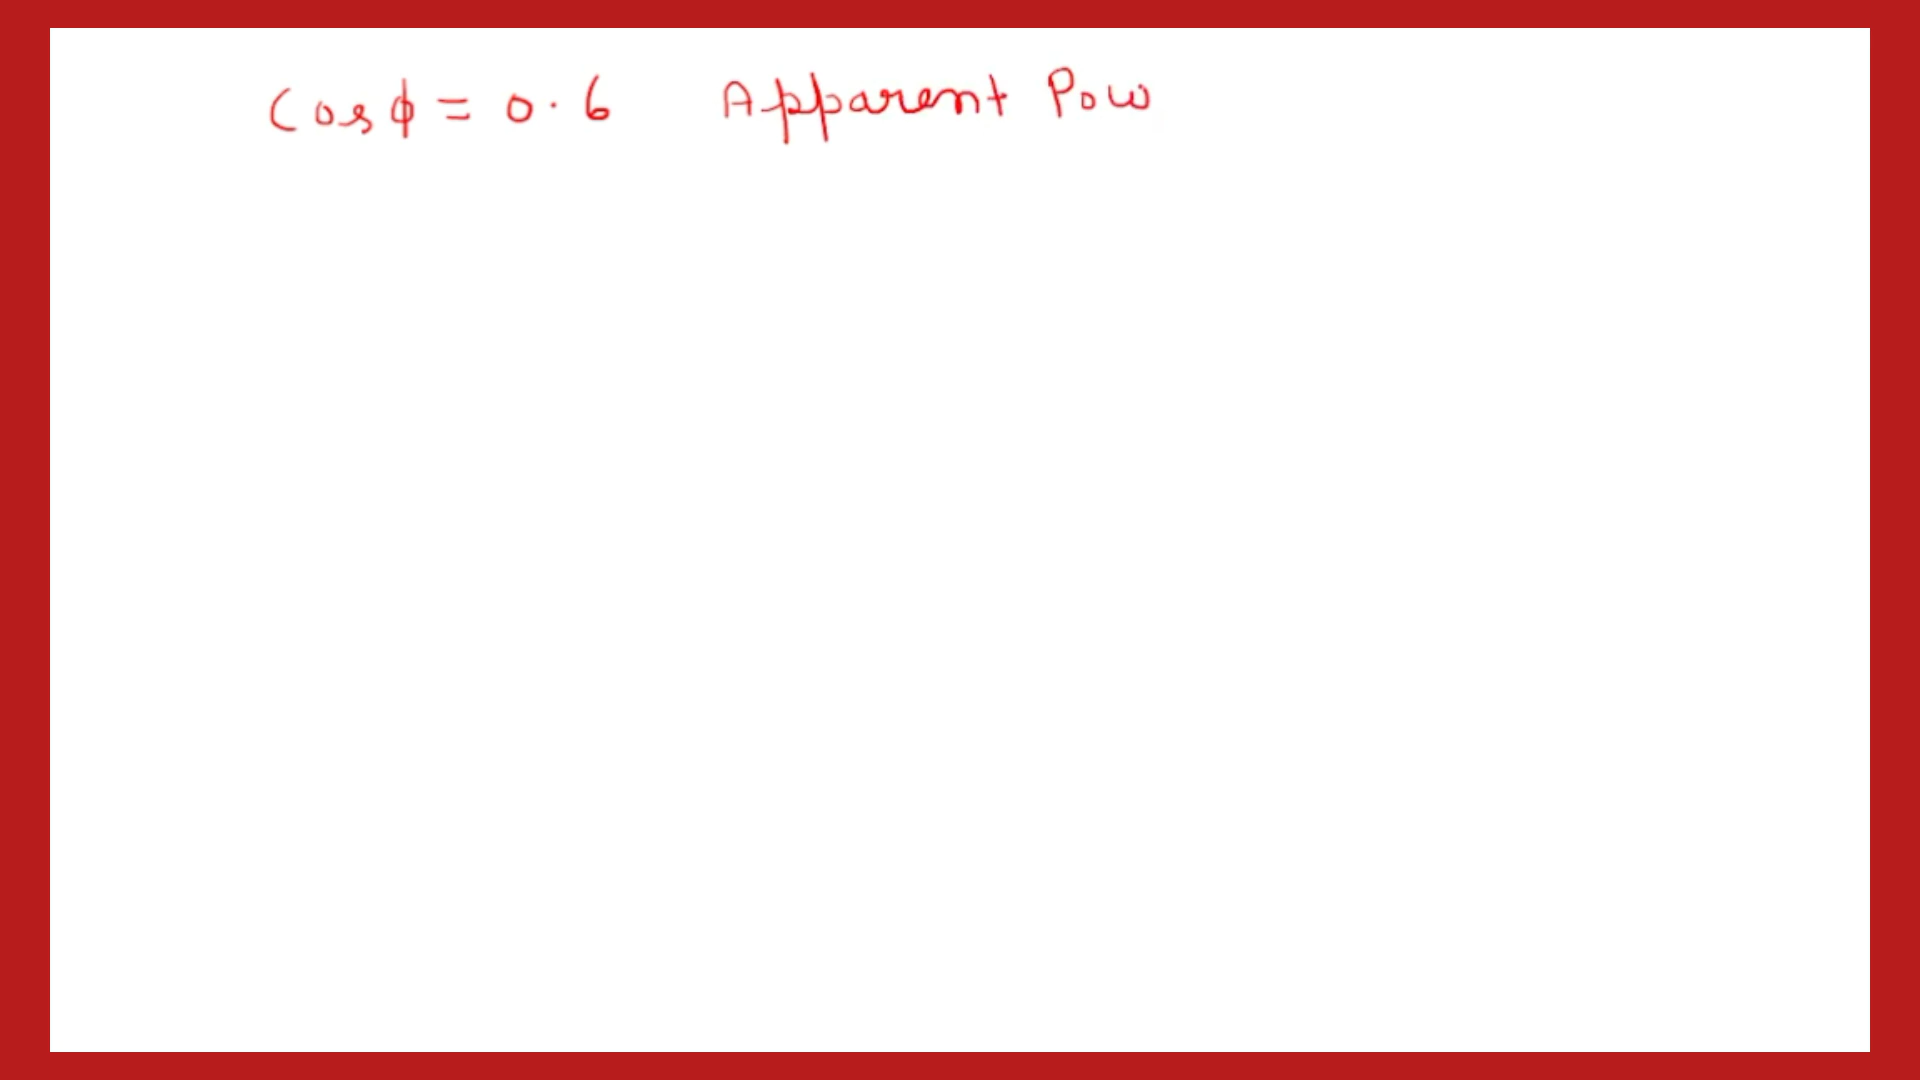 Cos ϕ = 0.6 Apparent Pow